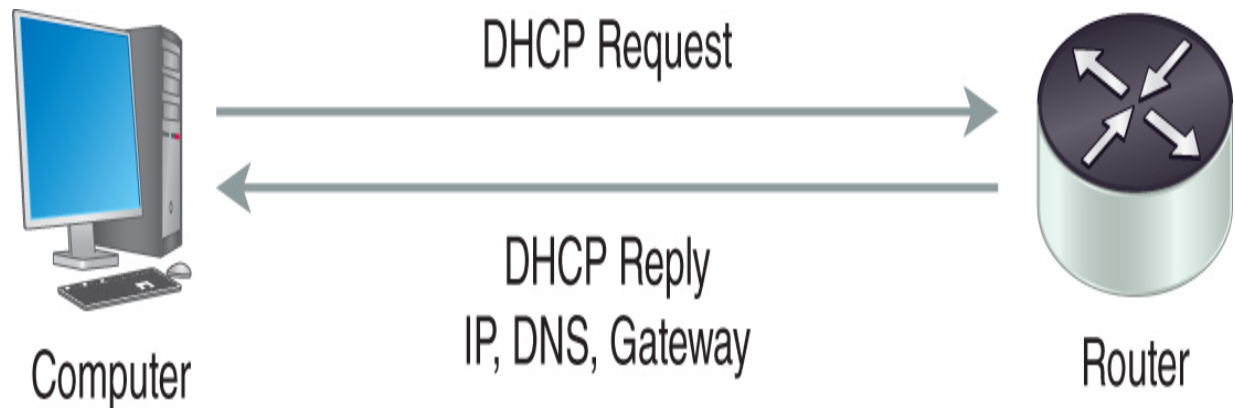 DHCP Request
DHCP Reply
IP, DNS, Gateway
Computer
Router